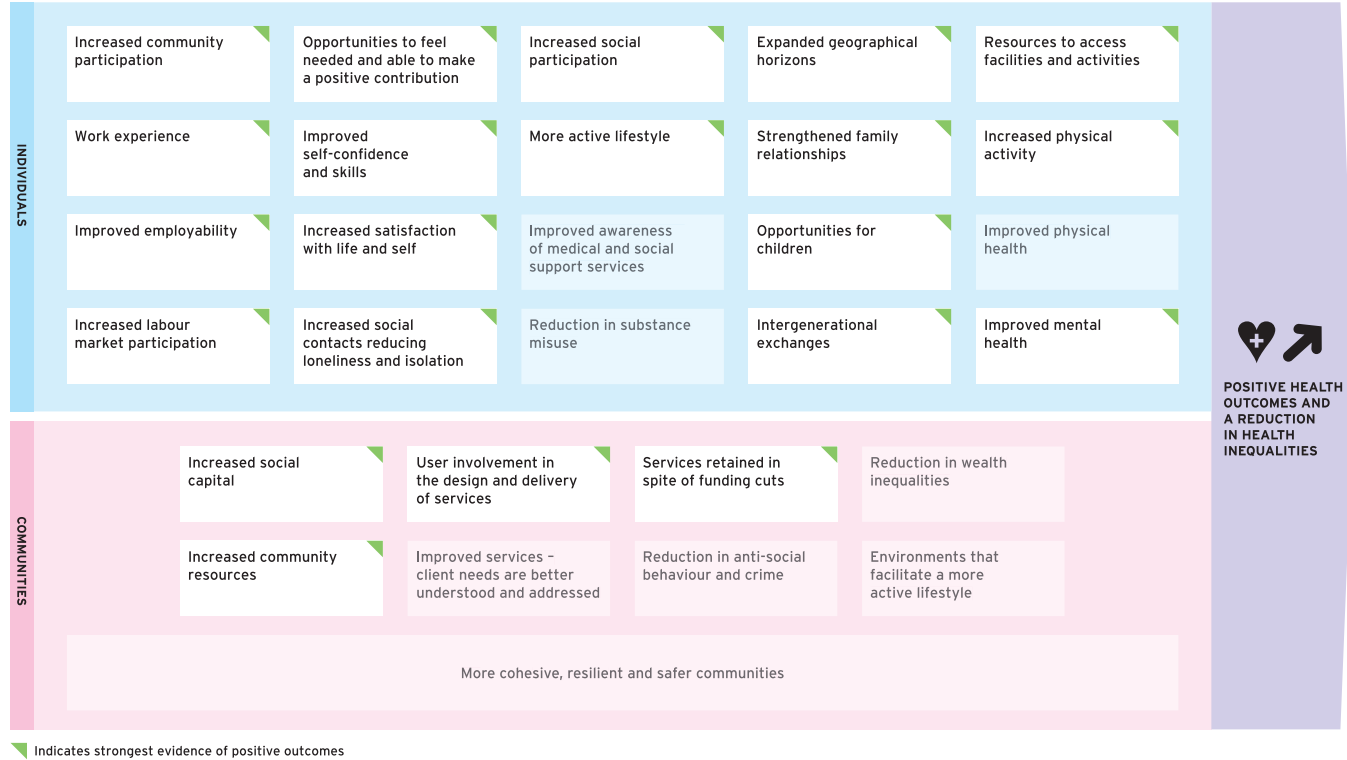 INDIVIDUALS
Increased community
participation
Opportunities to feel
needed and able to make
a positive contribution
Increased social
participation
Expanded geographical
horizons
Resources to access
facilities and activities
Work experience
Improved
self-confidence
and skills
More active lifestyle
Strengthened family
relationships
Increased physical
activity
Improved employability
Increased satisfaction
with life and self
Improved awareness
of medical and social
support services
Opportunities for
children
Improved physical
health
Increased labour
market participation
Increased social
contacts reducing
loneliness and isolation
Reduction in substance
misuse
Intergenerational
exchanges
Improved mental
health
COMMUNITIES
Increased social
capital
User involvement in
the design and delivery
of services
Services retained in
spite of funding cuts
Reduction in wealth
inequalities
Increased community
resources
Improved services –
client needs are better
understood and addressed
Reduction in anti-social
behaviour and crime
Environments that
facilitate a more
active lifestyle
More cohesive, resilient and safer communities
POSITIVE HEALTH
OUTCOMES AND
A REDUCTION
IN HEALTH
INEQUALITIES
Indicates strongest evidence of positive outcomes